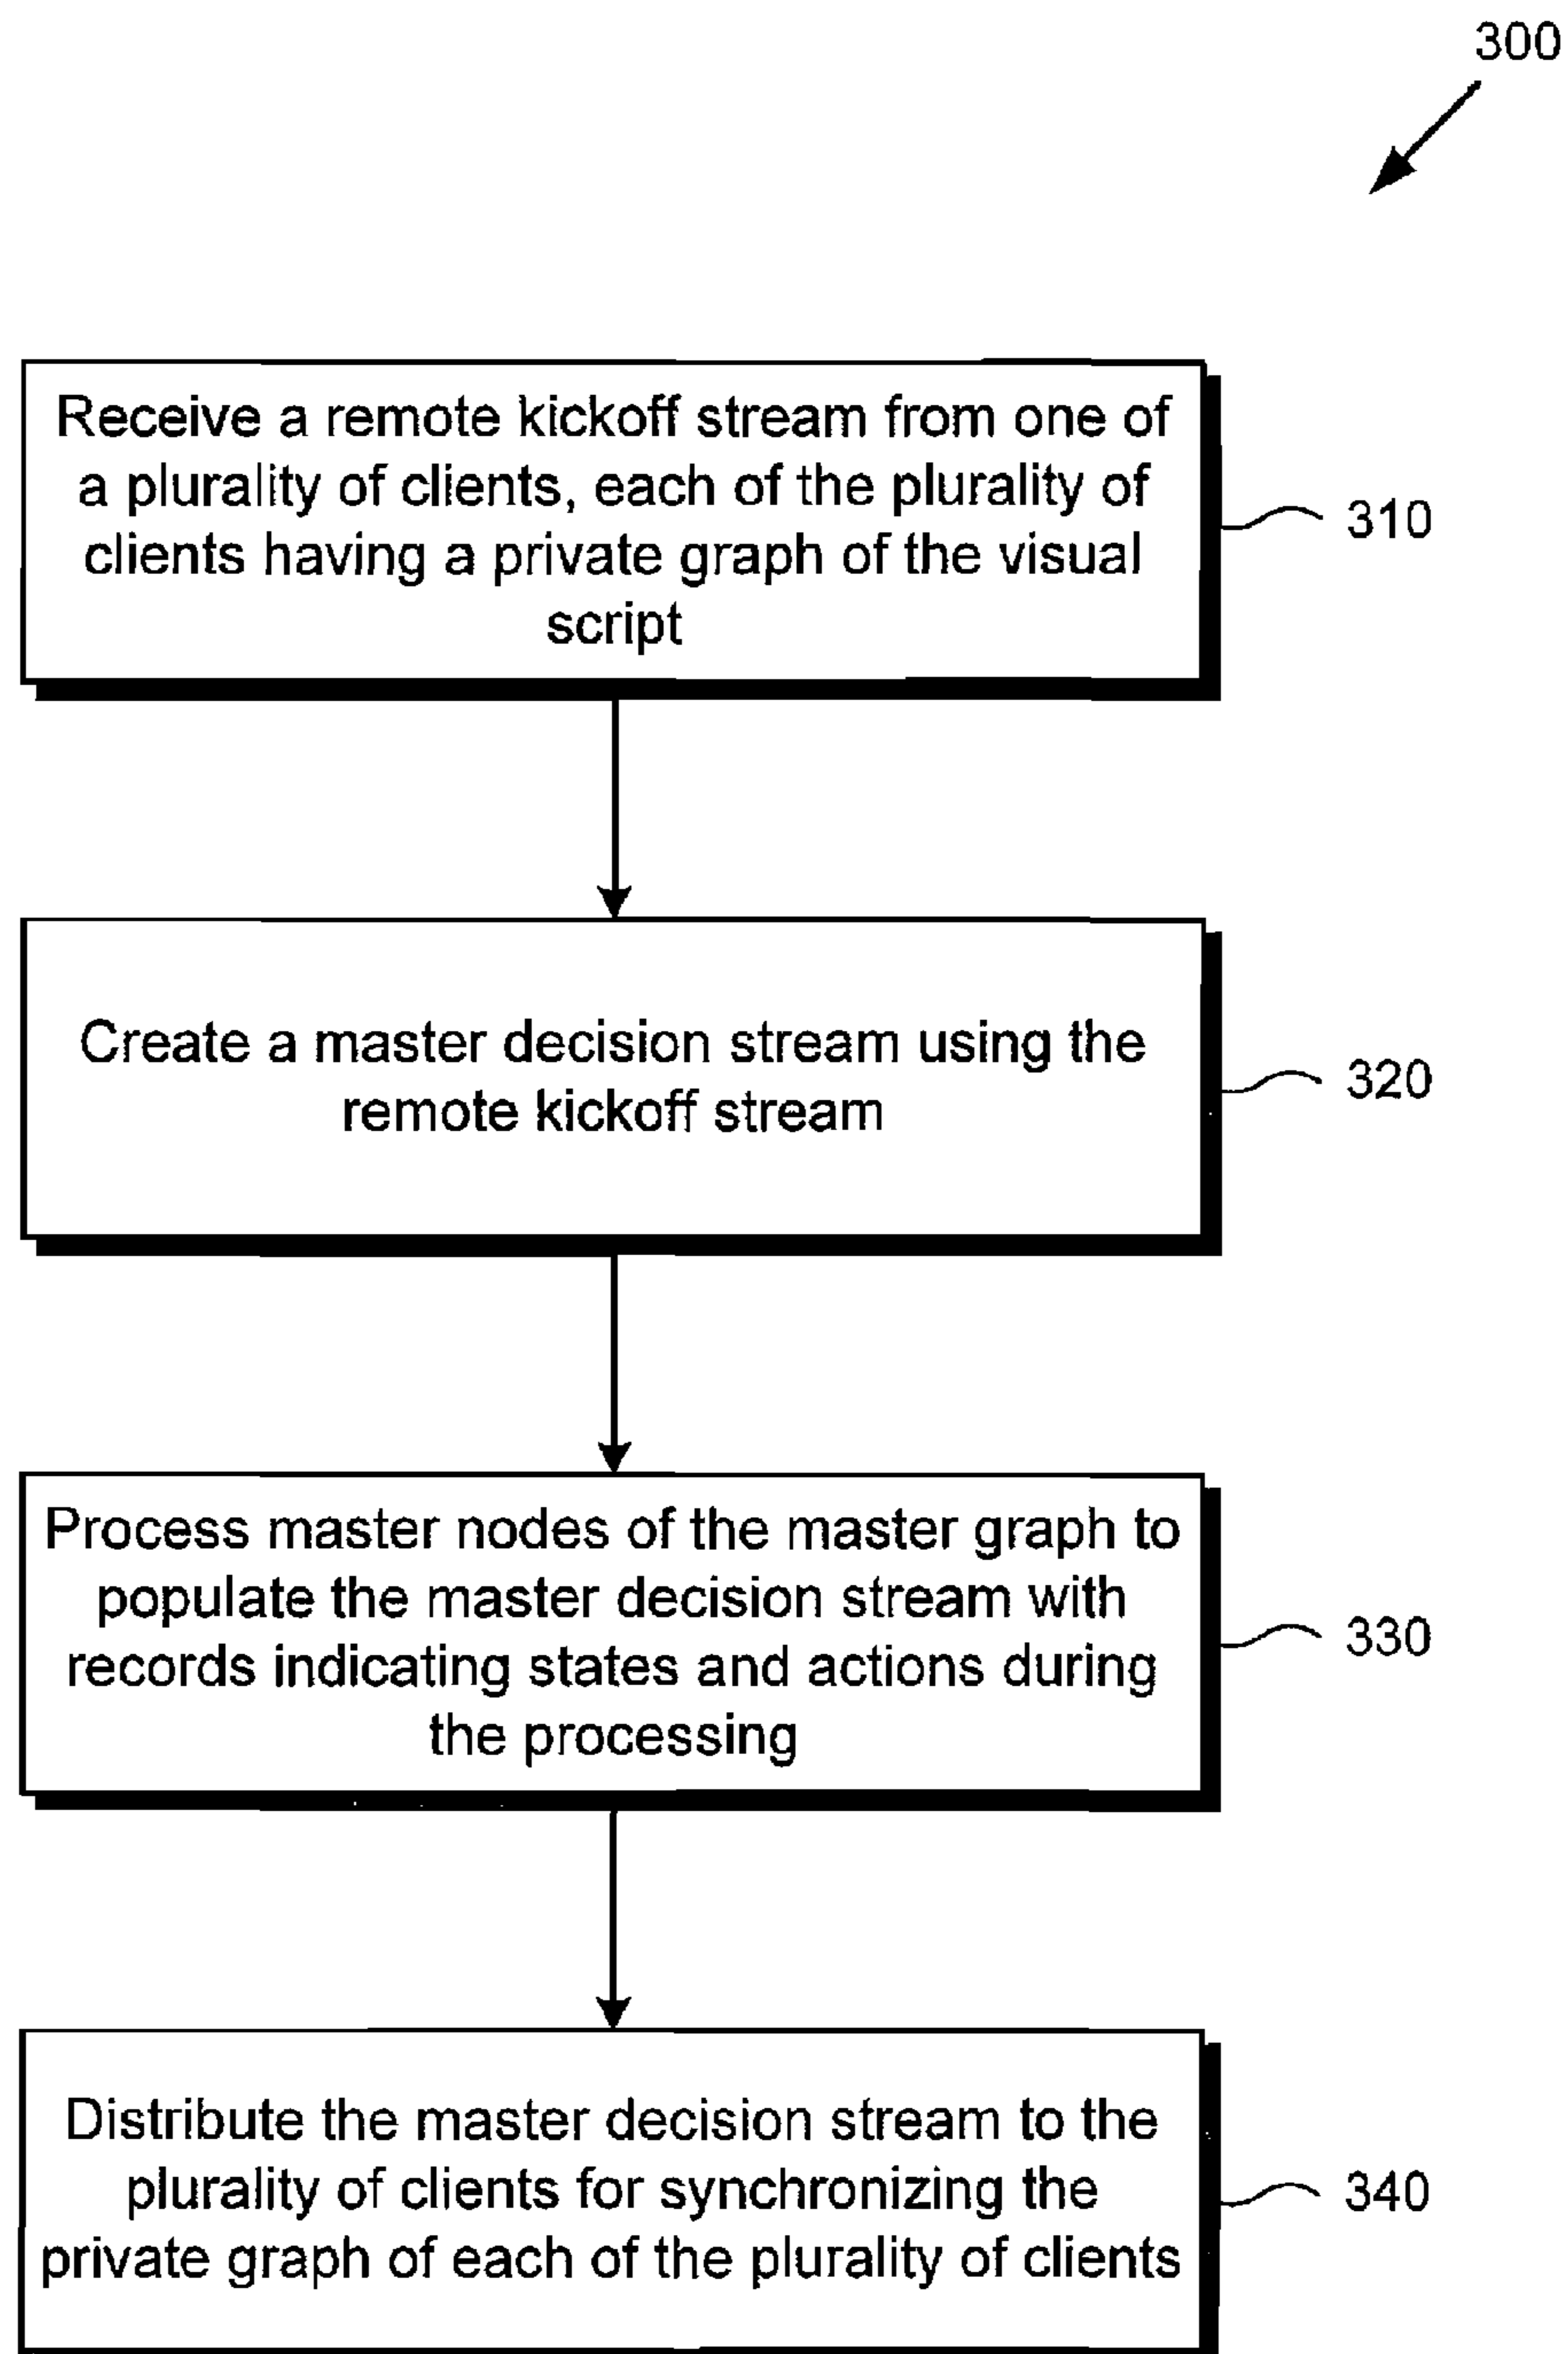 300
Receive a remote kickoff stream from one of
a plurality of clients, each of the plurality of
clients having a private graph of the visual
script
310
Create a master decision stream using the
remote kickoff stream
320
Process master nodes of the master graph to
populate the master decision stream with
records indicating states and actions during
the processing
330
Distribute the master decision stream to the
plurality of clients for synchronizing the
private graph of each of the plurality of clients
340